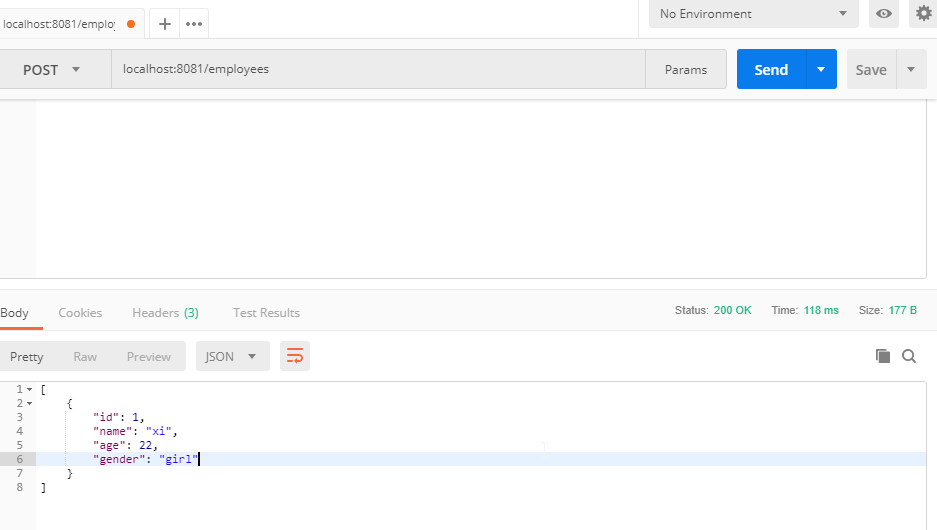 localhost:8081/employ
No Environment
POST
localhost:8081/employees
Params
Send
Save
Body
Cookies
Headers (3)
Test Results
Status: 200 OK
Time: 118 ms
Size: 177 B
Pretty
Raw
Preview
JSON
1 [
2 {
3 "id": 1,
4 "name": "xi",
5 "age": 22,
6 "gender": "girl"
7 }
8 ]